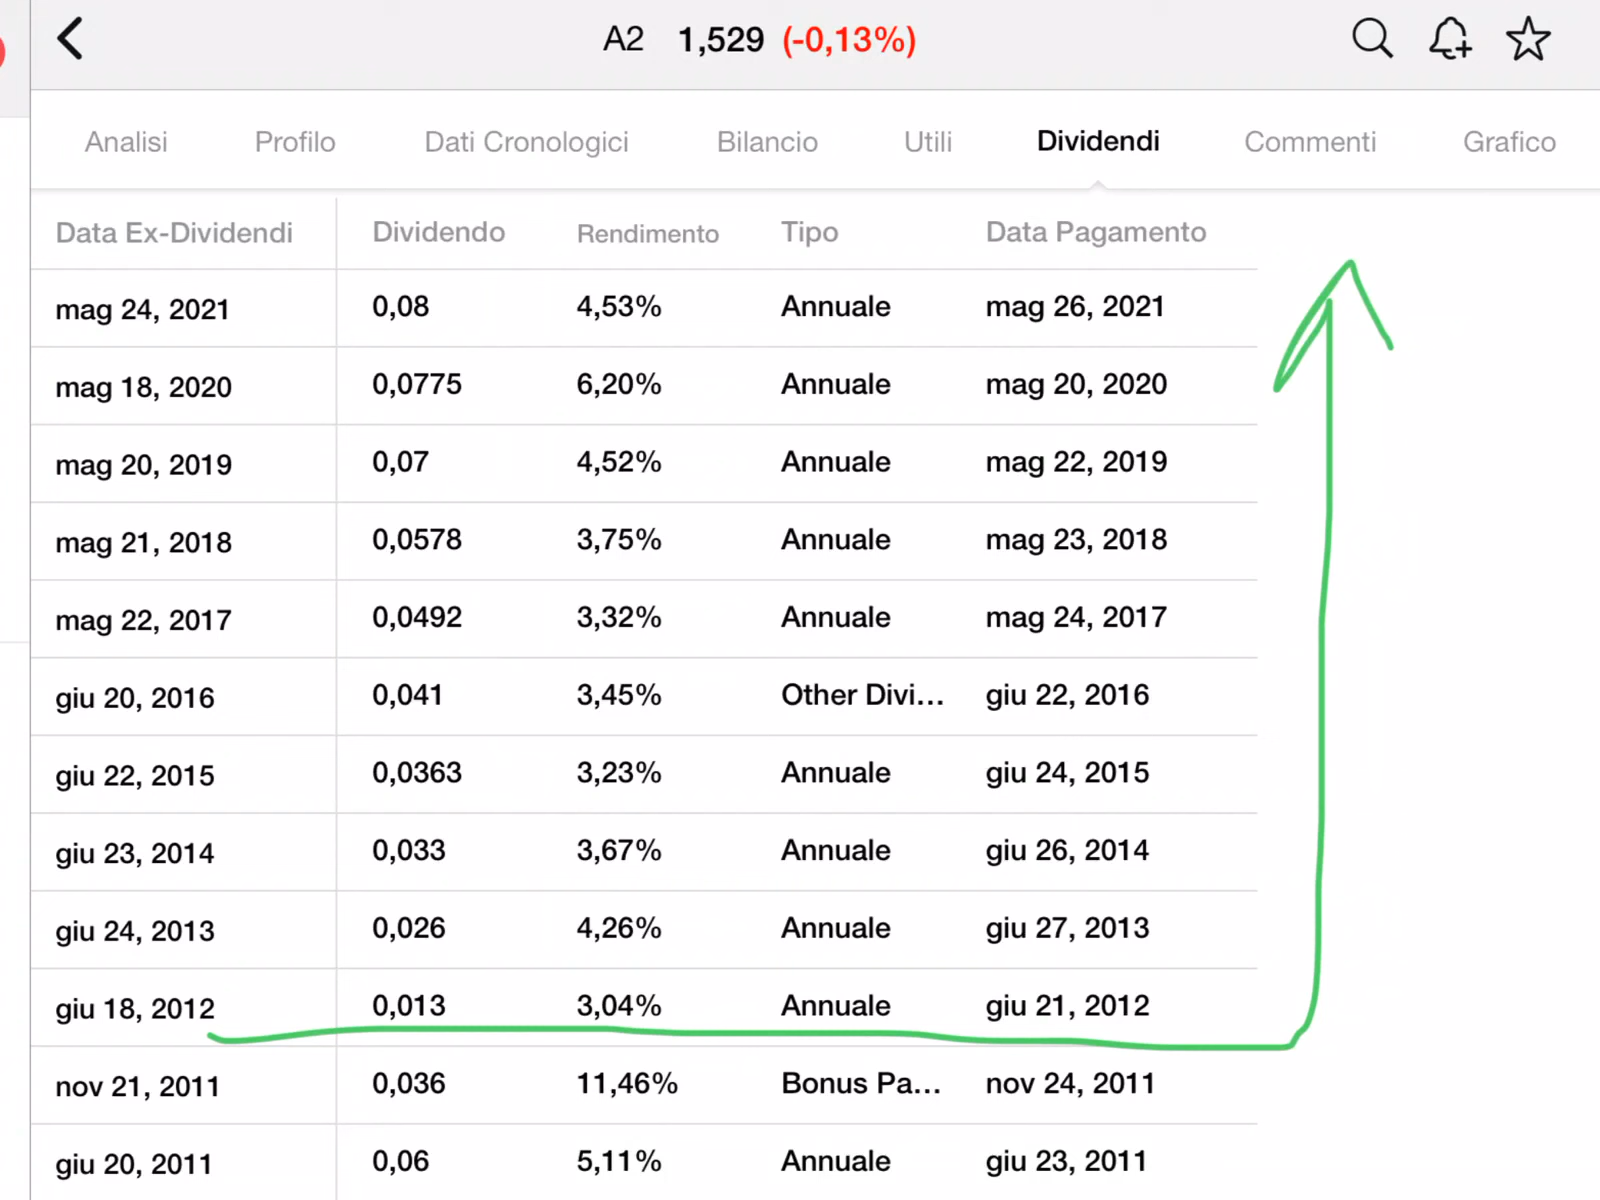 A2 1,529 (-0,13%)
Analisi Profilo Dati Cronologici Bilancio Utili Dividendi Commenti Grafico
Data Ex-Dividendi Dividendo Rendimento Tipo Data Pagamento
mag 24, 2021 0,08 4,53% Annuale mag 26, 2021
mag 18, 2020 0,0775 6,20% Annuale mag 20, 2020
mag 20, 2019 0,07 4,52% Annuale mag 22, 2019
mag 21, 2018 0,0578 3,75% Annuale mag 23, 2018
mag 22, 2017 0,0492 3,32% Annuale mag 24, 2017
giu 20, 2016 0,041 3,45% Other Divi... giu 22, 2016
giu 22, 2015 0,0363 3,23% Annuale giu 24, 2015
giu 23, 2014 0,033 3,67% Annuale giu 26, 2014
giu 24, 2013 0,026 4,26% Annuale giu 27, 2013
giu 18, 2012 0,013 3,04% Annuale giu 21, 2012
nov 21, 2011 0,036 11,46% Bonus Pa... nov 24, 2011
giu 20, 2011 0,06 5,11% Annuale giu 23, 2011